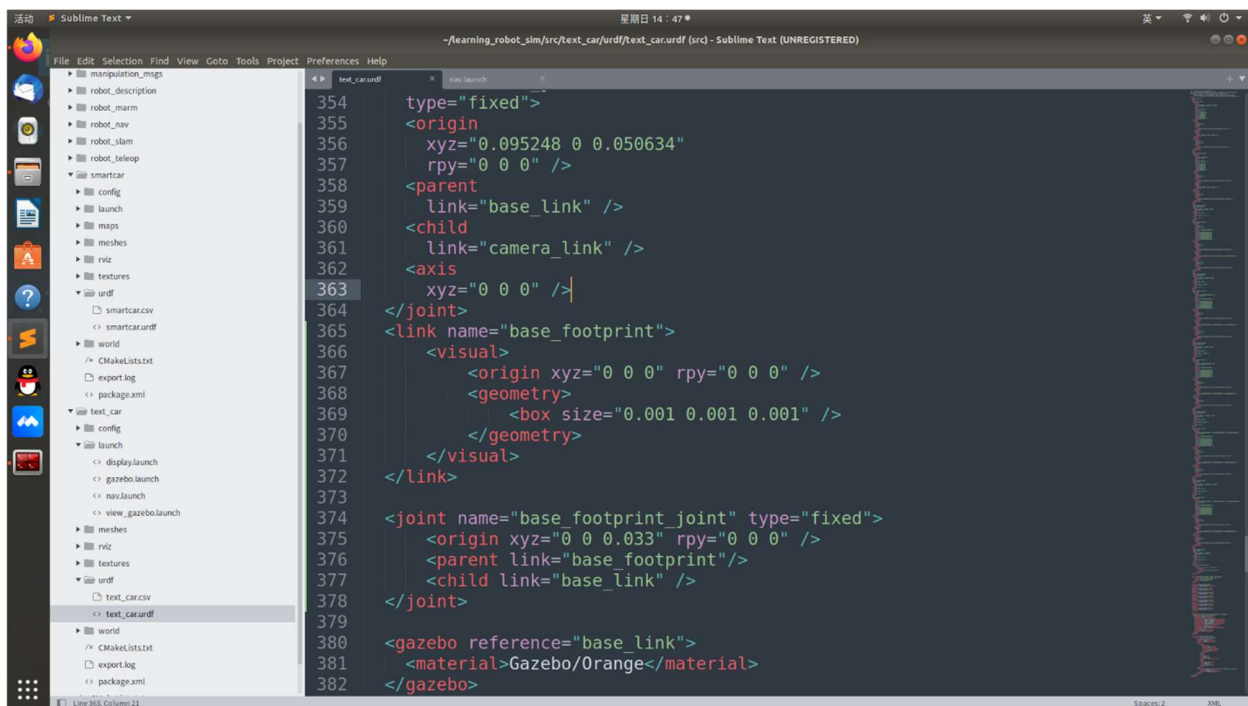 活动
Sublime Text
星期日 14：47
英
~/learning_robot_sim/src/text_car/urdf/text_car.urdf (src) - Sublime Text (UNREGISTERED)
File Edit Selection Find View Goto Tools Project Preferences Help
manipulation_msgs
robot_description
robot_marm
robot_nav
robot_slam
robot_teleop
smartcar
config
launch
maps
meshes
rviz
textures
urdf
smartcar.csv
smartcar.urdf
world
CMakeLists.txt
export.log
package.xml
text_car
config
launch
display.launch
gazebo.launch
nav.launch
view_gazebo.launch
meshes
rviz
textures
urdf
text_car.csv
text_car.urdf
world
CMakeLists.txt
export.log
package.xml
text_car.urdf
nav.launch
354 type="fixed">
355 <origin
356 xyz="0.095248 0 0.050634"
357 rpy="0 0 0" />
358 <parent
359 link="base_link" />
360 <child
361 link="camera_link" />
362 <axis
363 xyz="0 0 0" />
364 </joint>
365 <link name="base_footprint">
366 <visual>
367 <origin xyz="0 0 0" rpy="0 0 0" />
368 <geometry>
369 <box size="0.001 0.001 0.001" />
370 </geometry>
371 </visual>
372 </link>
373
374 <joint name="base_footprint_joint" type="fixed">
375 <origin xyz="0 0 0.033" rpy="0 0 0" />
376 <parent link="base_footprint"/>
377 <child link="base_link" />
378 </joint>
379
380 <gazebo reference="base_link">
381 <material>Gazebo/Orange</material>
382 </gazebo>
Line 363, Column 21
Spaces: 2
XML